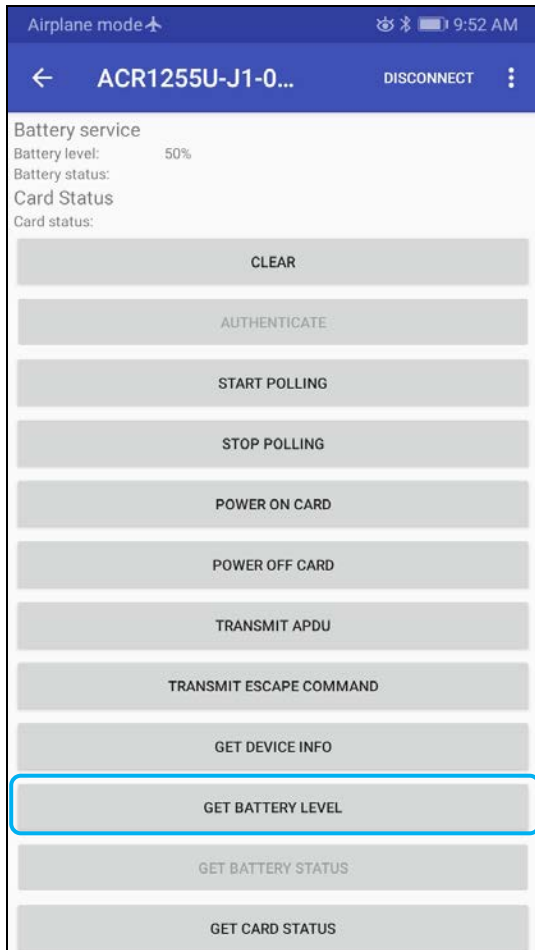 Airplane mode 9:52 AM
ACR1255U-J1-0... DISCONNECT
Battery service
Battery level: 50%
Battery status:
Card Status
Card status:
CLEAR
AUTHENTICATE
START POLLING
STOP POLLING
POWER ON CARD
POWER OFF CARD
TRANSMIT APDU
TRANSMIT ESCAPE COMMAND
GET DEVICE INFO
GET BATTERY LEVEL
GET BATTERY STATUS
GET CARD STATUS